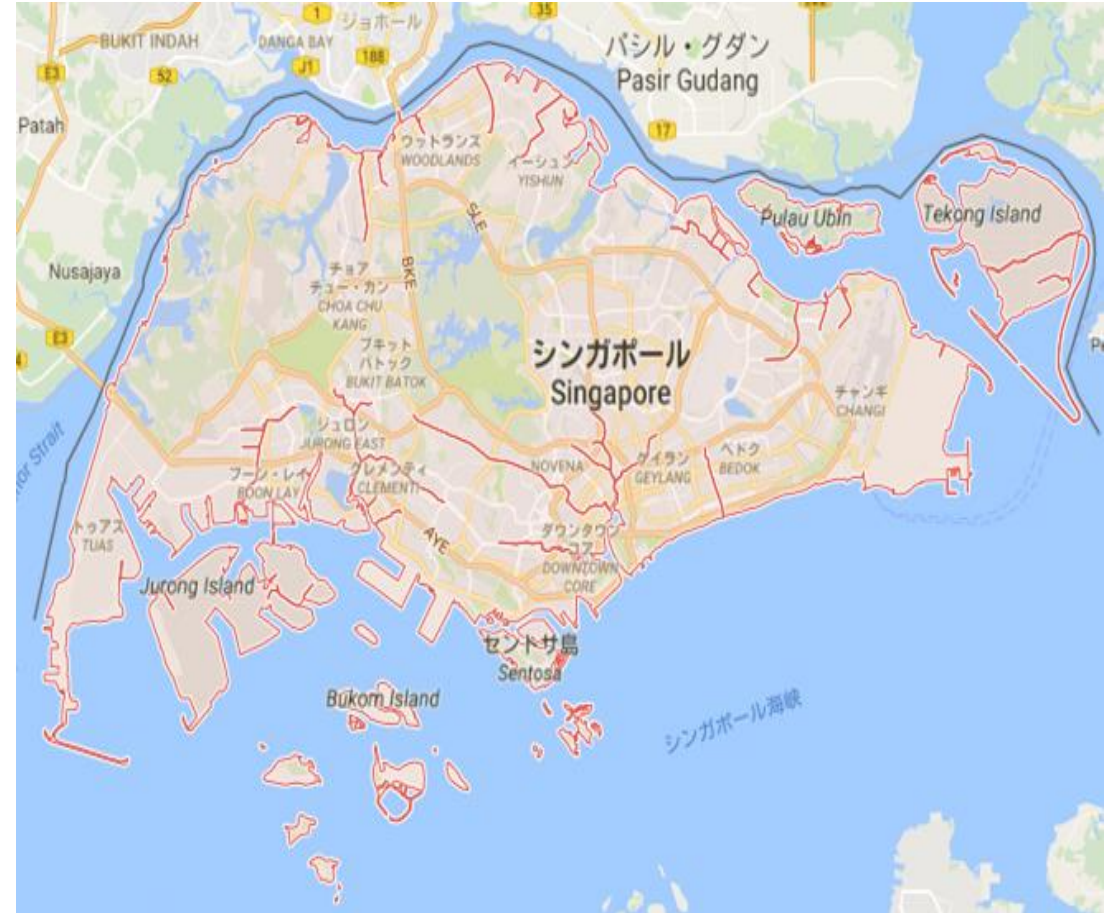 1
35
ジョホール
BUKIT INDAH
DANGA BAY
188
パシル・グダン
Pasir Gudang
E3
52
J1
Patah
17
ウッドランズ
WOODLANDS
イーシュン
YISHUN
SLE
Pulau Ubin
Tekong Island
Nusajaya
BKE
チョア
チュー・カン
CHOA CHU
KANG
E3
ブキット
バトック
BUKIT BATOK
シンガポール
Singapore
チャンギ
CHANGI
ジュロン
JURONG EAST
ブーン・レイ
BOON LAY
クレメンティ
CLEMENTI
NOVENA
ゲイラン
GEYLANG
ベドク
BEDOK
トゥアス
TUAS
AYE
ダウンタウン
コア
DOWNTOWN
CORE
Jurong Island
セントサ島
Sentosa
Bukom Island
シンガポール海峡